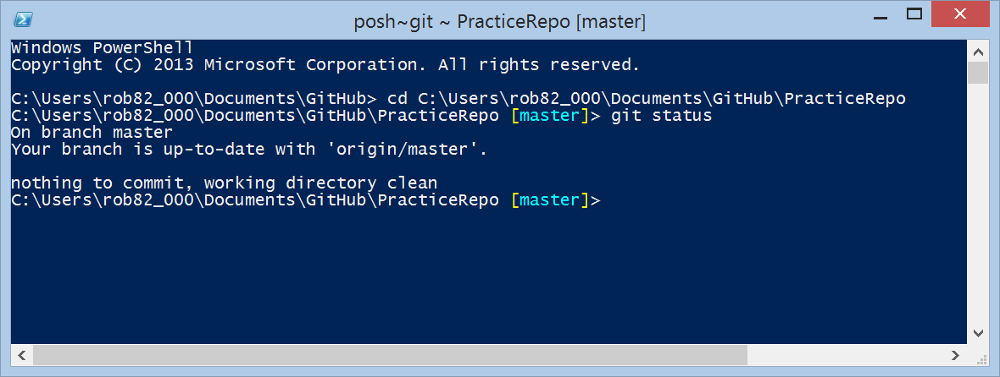 posh~git ~ PracticeRepo [master]
Windows PowerShell
Copyright (C) 2013 Microsoft Corporation. All rights reserved.
C:\Users\rob82_000\Documents\GitHub> cd C:\Users\rob82_000\Documents\GitHub\PracticeRepo
C:\Users\rob82_000\Documents\GitHub\PracticeRepo [master]> git status
On branch master
Your branch is up-to-date with 'origin/master'.
nothing to commit, working directory clean
C:\Users\rob82_000\Documents\GitHub\PracticeRepo [master]>